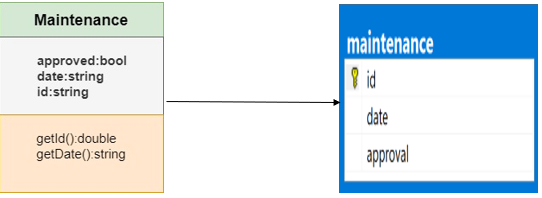 Maintenance
approved:bool
date:string
id:string
getId():double
getDate():string
maintenance
id
date
approval